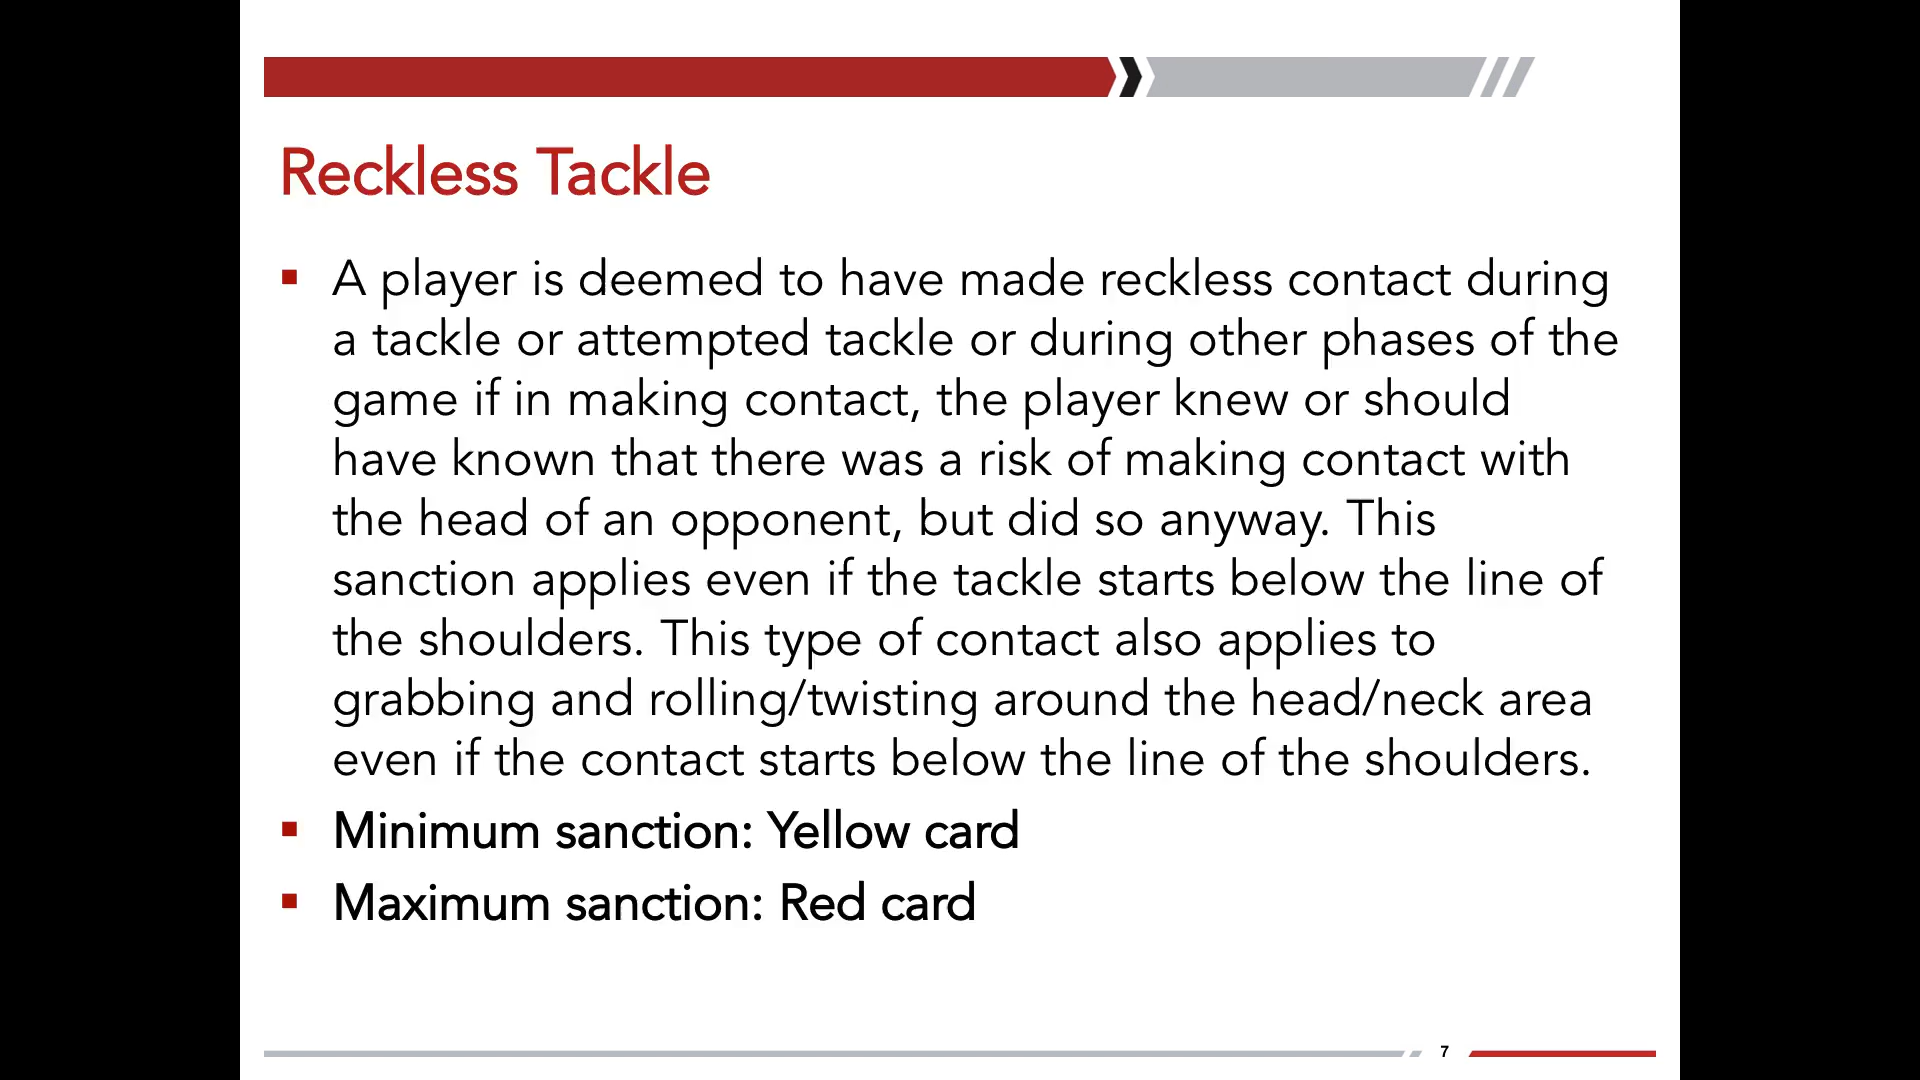 Reckless Tackle
▪ A player is deemed to have made reckless contact during
a tackle or attempted tackle or during other phases of the
game if in making contact, the player knew or should
have known that there was a risk of making contact with
the head of an opponent, but did so anyway. This
sanction applies even if the tackle starts below the line of
the shoulders. This type of contact also applies to
grabbing and rolling/twisting around the head/neck area
even if the contact starts below the line of the shoulders.
▪ Minimum sanction: Yellow card
▪ Maximum sanction: Red card
7